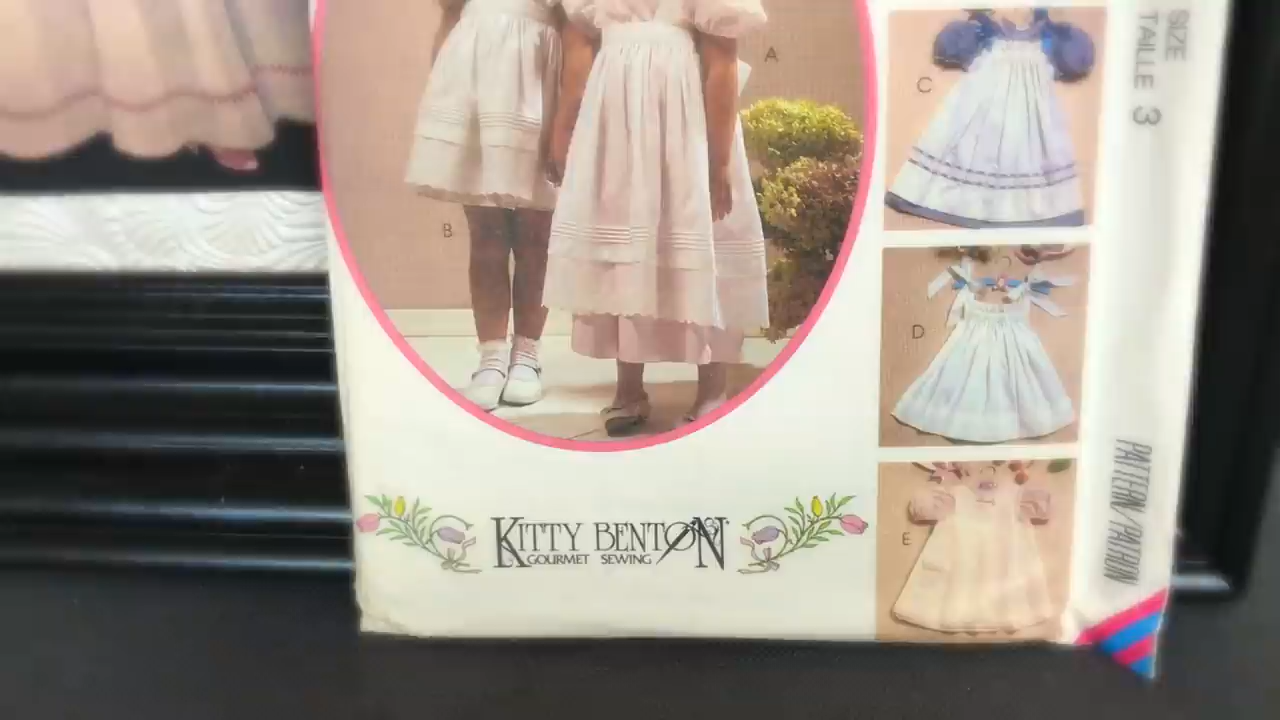 A
B
KITTY BENTON
GOURMET SEWING
C
D
E
SIZE
TAILLE 3
PATTERN/PATRON